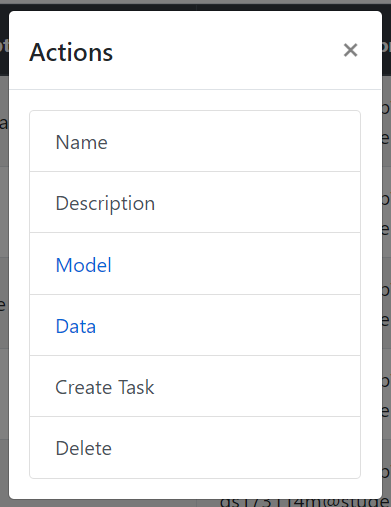 Actions
×
Name
Description
Model
Data
Create Task
Delete